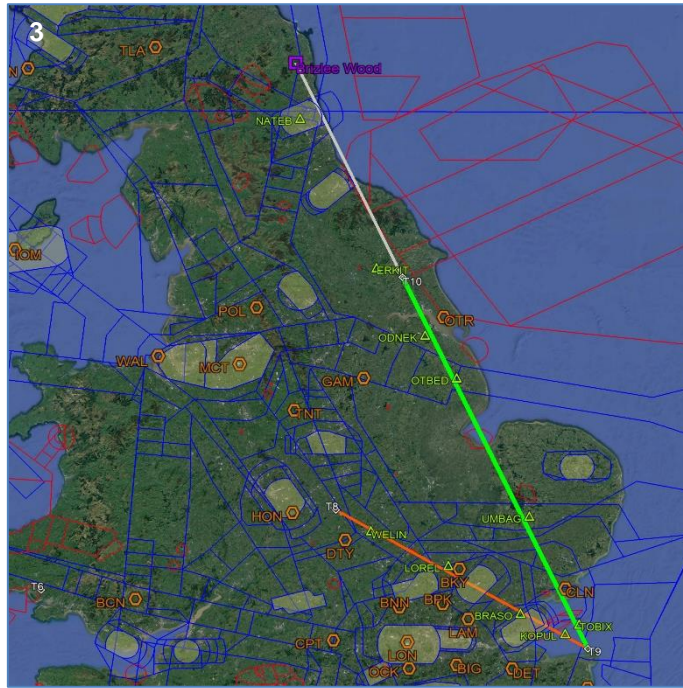 3
TLA
N
Brizlee Wood
NATEB
IOM
ERKIT
T10
POL
OTR
ODNEK
WAL
MCT
GAM
OTBED
TNT
T8
HON
UMBAG
WELIN
DTY
LOREL
BKY
T6
BCN
CLN
BNN
BPK
BRASO
TOBIX
LAM
KOPUL
CPT
LON
T9
OCK
BIG
DET